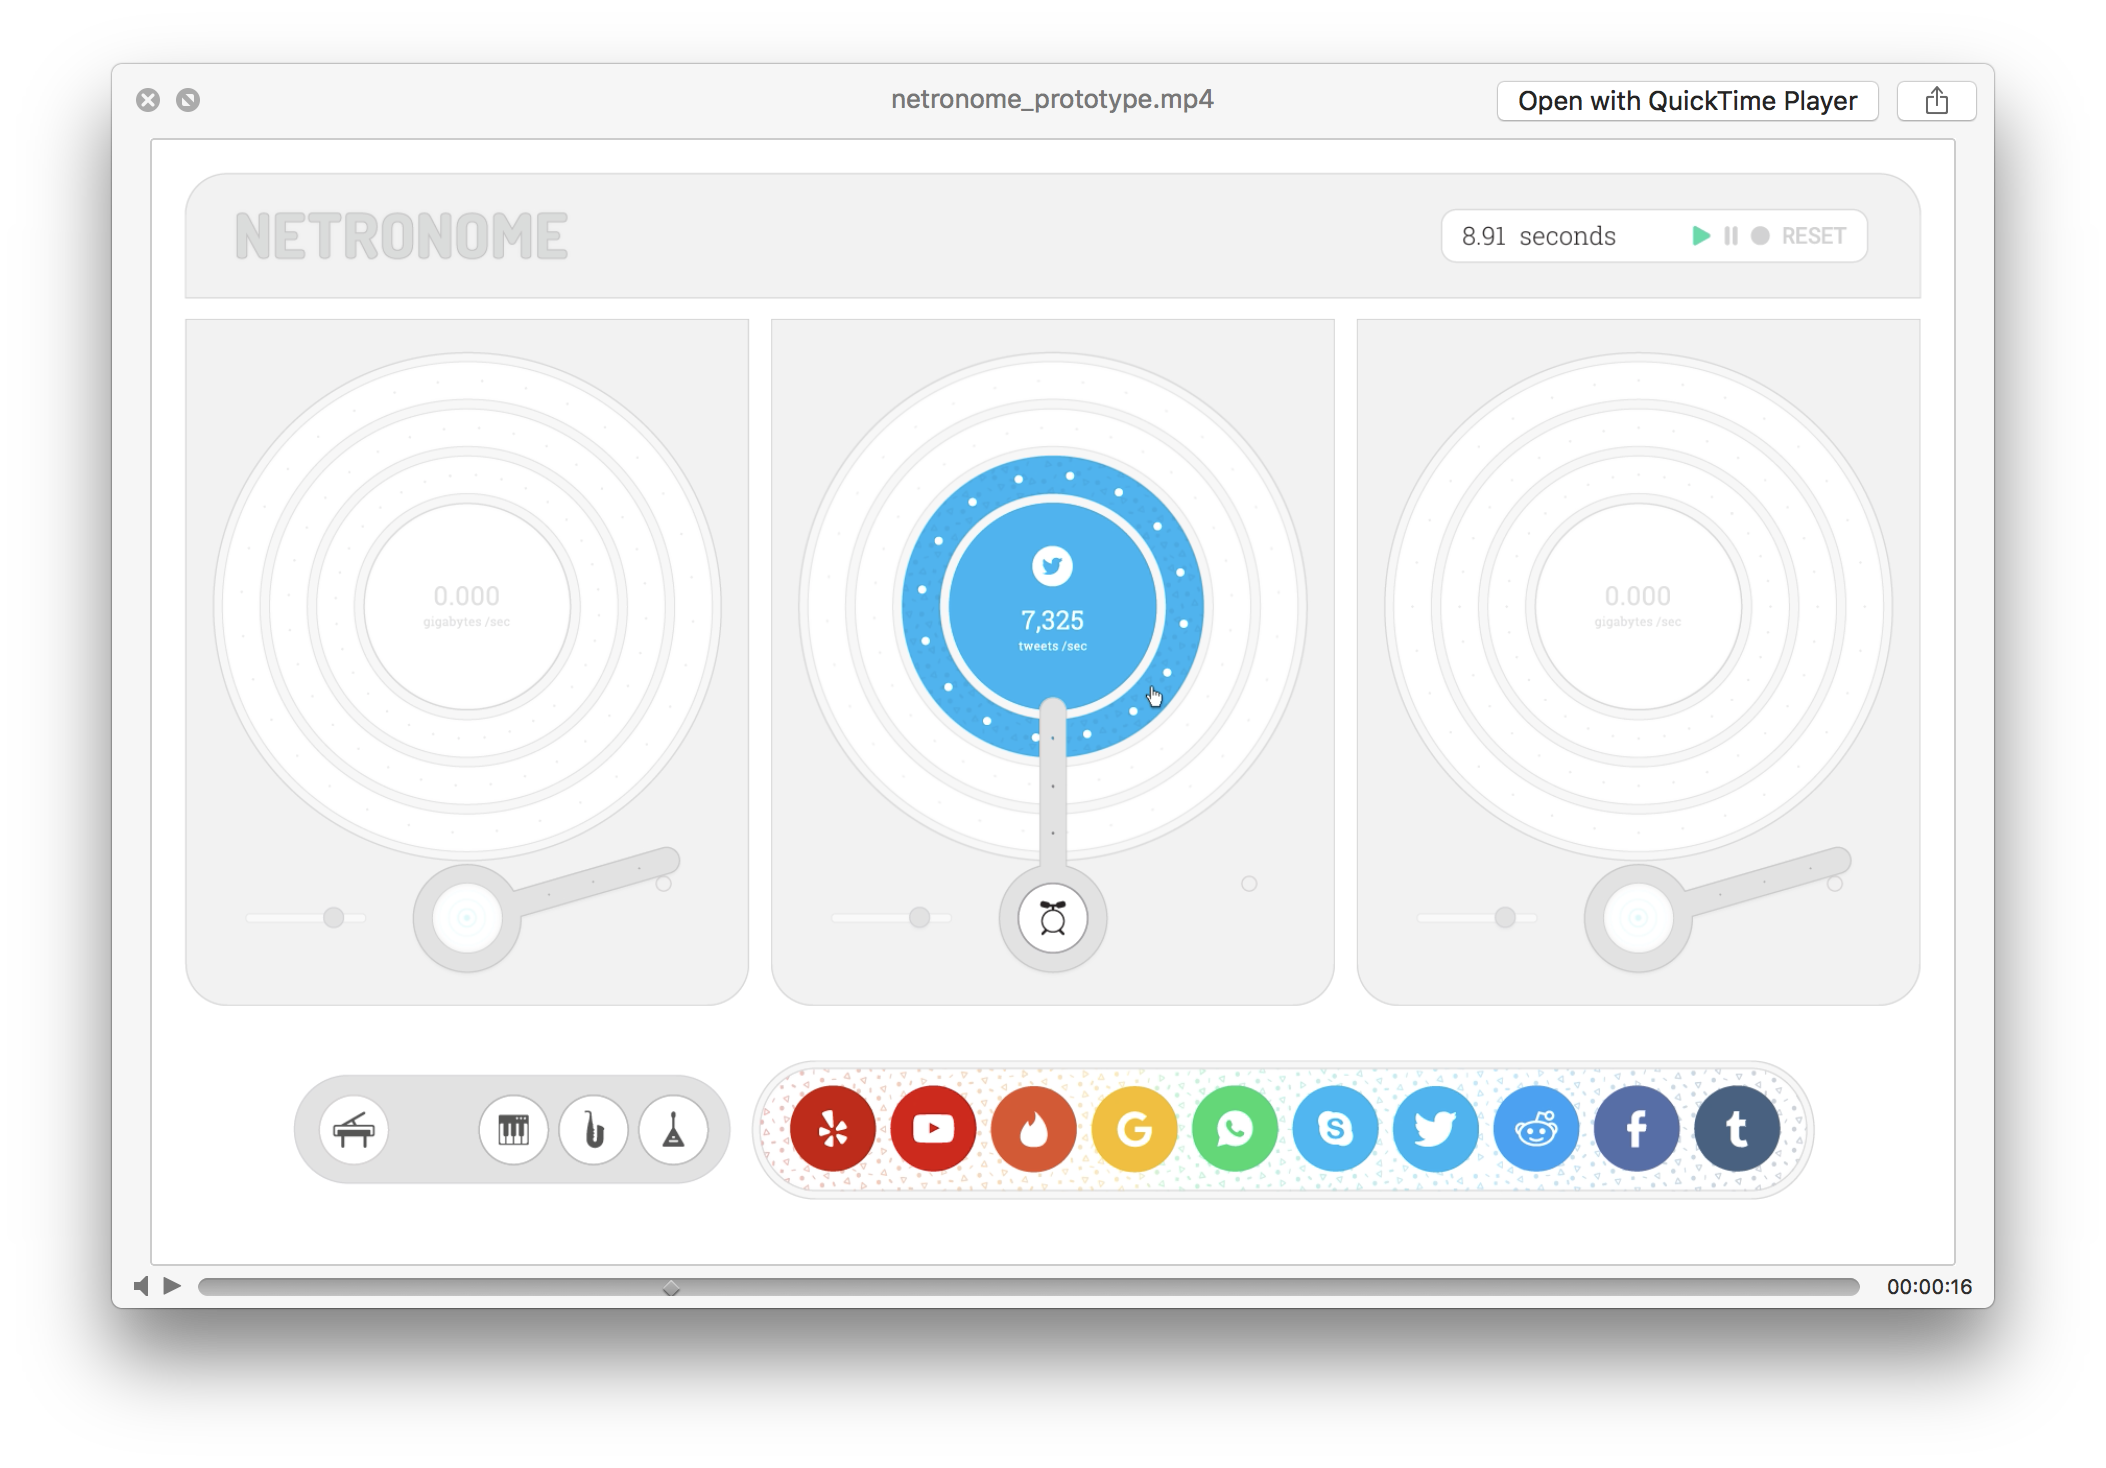 netronome_prototype.mp4
Open with QuickTime Player
NETRONOME
8.91 seconds
RESET
0.000
gigabytes /sec
7,325
tweets /sec
0.000
gigabytes /sec
G
S
f
t
00:00:16